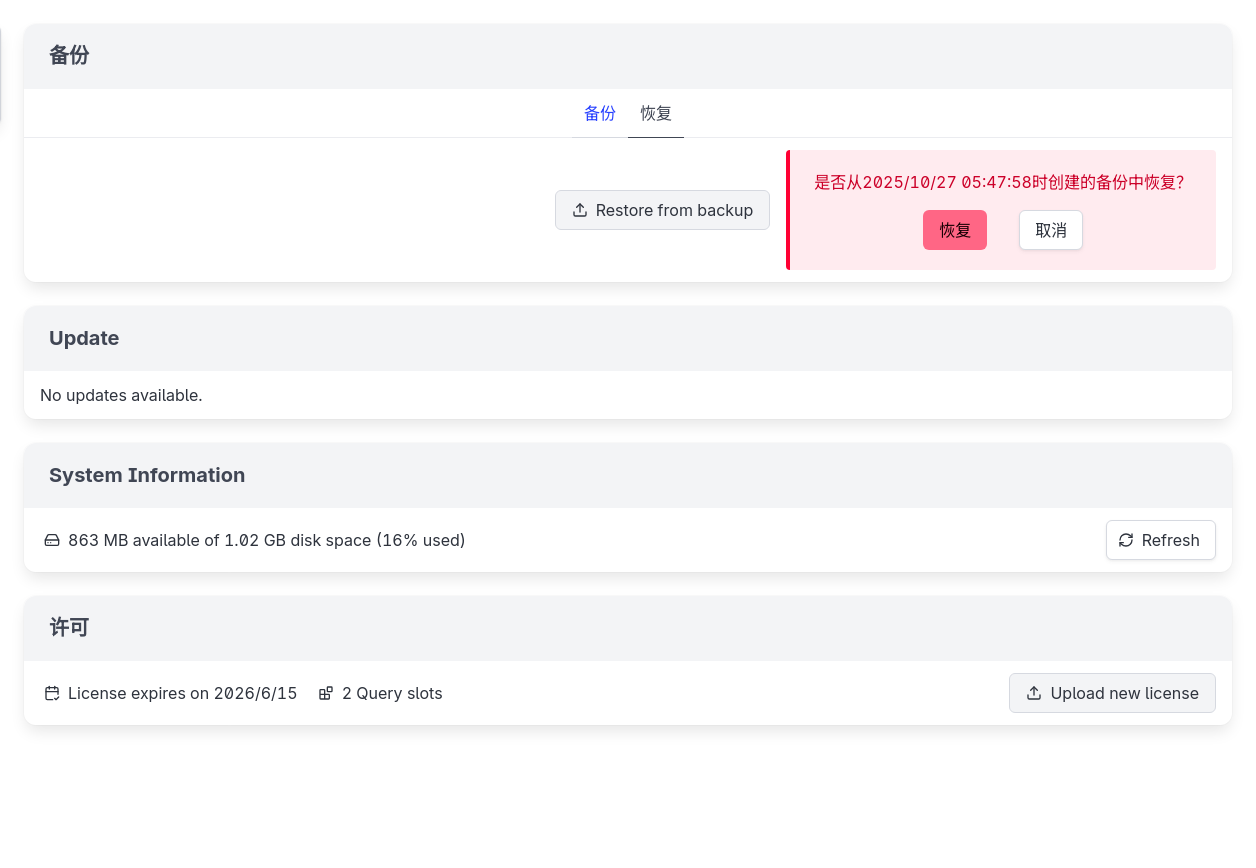 备份
备份 恢复
Restore from backup
是否从2025/10/27 05:47:58时创建的备份中恢复?
恢复 取消
Update
No updates available.
System Information
863 MB available of 1.02 GB disk space (16% used)
Refresh
许可
License expires on 2026/6/15 2 Query slots
Upload new license